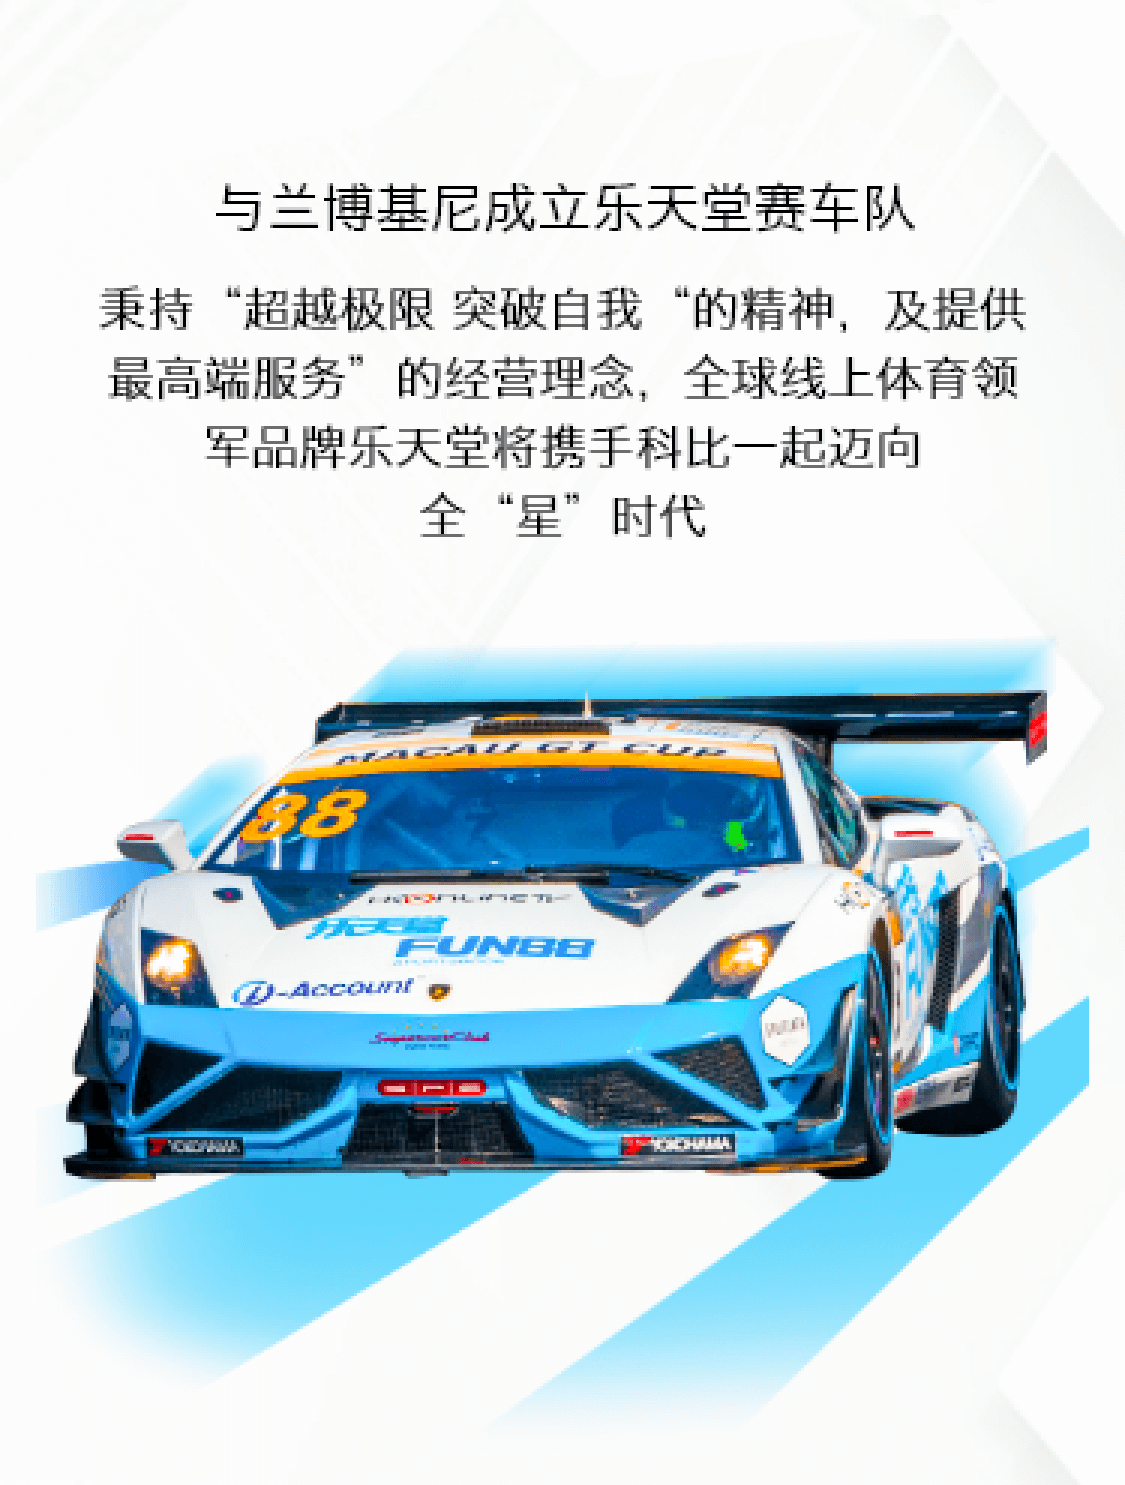 与兰博基尼成立乐天堂赛车队
秉持“超越极限 突破自我“的精神，及提供
最高端服务”的经营理念，全球线上体育领
军品牌乐天堂将携手科比一起迈向
全“星”时代
MACAU GT CUP
88
乐天堂
FUN88
i-Account
SupercarClub
YOKOHAMA
YOKOHAMA